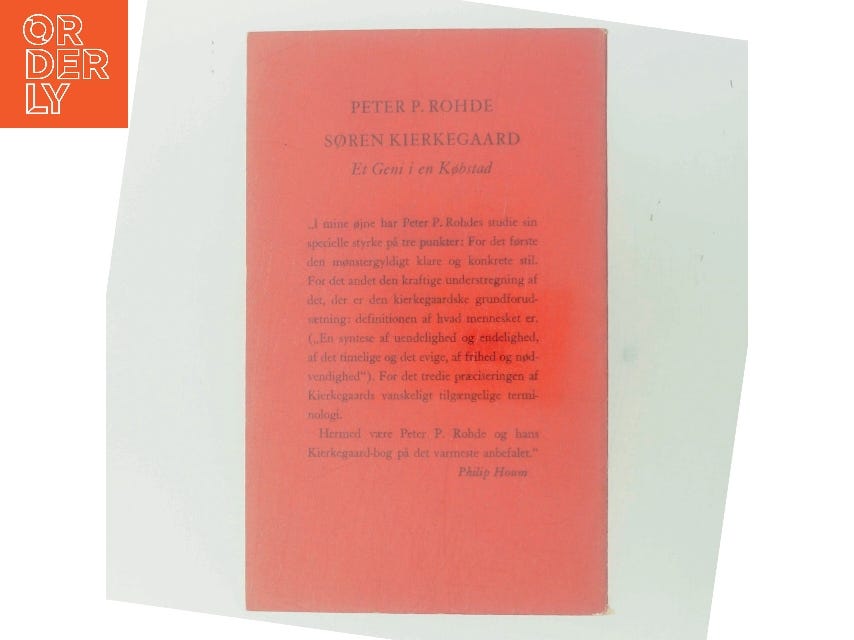 OR
DER
LY
PETER P. ROHDE
SØREN KIERKEGAARD
Et Geni i en Købstad
„I mine øjne har Peter P. Rohdes studie sin
specielle styrke på tre punkter: For det første
den mønstergyldigt klare og konkrete stil.
For det andet den kraftige understregning af
det, der er den kierkegaardske grundforud-
sætning: definitionen af hvad mennesket er.
(„En syntese af uendelighed og endelighed,
af det timelige og det evige, af frihed og nød-
vendighed“). For det tredie præciseringen af
Kierkegaards vanskeligt tilgængelige termi-
nologi.
Hermed være Peter P. Rohde og hans
Kierkegaard-bog på det varmeste anbefalet.“
Philip Houm